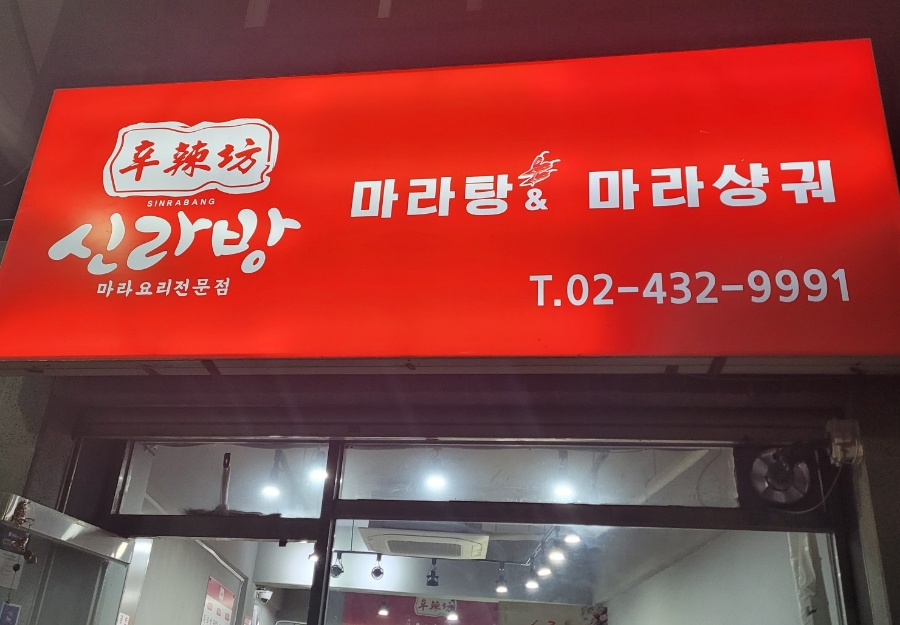 辛辣坊
SINRABANG
신라방
마라요리전문점
마라탕 & 마라샹궈
T.02-432-9991
辛辣坊